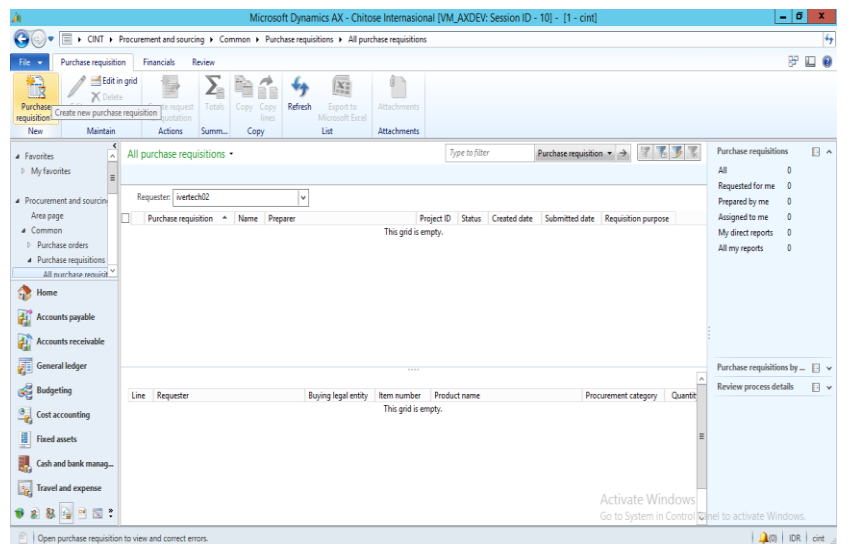 Microsoft Dynamics AX - Chitose Internasional [VM_AXDEV: Session ID - 10] - [1 - cint]
CINT Procurement and sourcing Common Purchase requisitions All purchase requisitions
File Purchase requisition Financials Review
Purchase requisition
Edit in grid
Delete
Create new purchase requisition
Totals
Copy
Copy lines
Refresh
Export to Microsoft Excel
Attachments
New Maintain Actions Summ... Copy List Attachments
Favorites
My favorites
Procurement and sourcin
Area page
Common
Purchase orders
Purchase requisitions
All purchase requisit
Home
Accounts payable
Accounts receivable
General ledger
Budgeting
Cost accounting
Fixed assets
Cash and bank manag...
Travel and expense
All purchase requisitions
Type to filter
Purchase requisition
Requester: ivertech02
Purchase requisition Name Preparer Project ID Status Created date Submitted date Requisition purpose
This grid is empty.
Line Requester Buying legal entity Item number Product name Procurement category Quantit
This grid is empty.
Purchase requisitions
All 0
Requested for me 0
Prepared by me 0
Assigned to me 0
My direct reports 0
All my reports 0
Purchase requisitions by ...
Review process details
Activate Windows
Go to System in Control Panel to activate Windows.
Open purchase requisition to view and correct errors.
(0) IDR cint